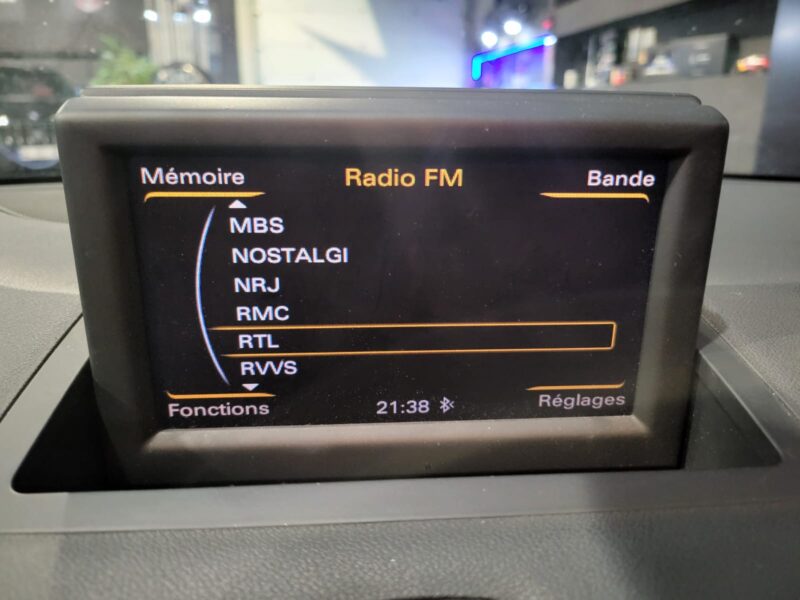 Mémoire Radio FM Bande
MBS
NOSTALGI
NRJ
RMC
RTL
RVVS
Fonctions 21:38 Réglages